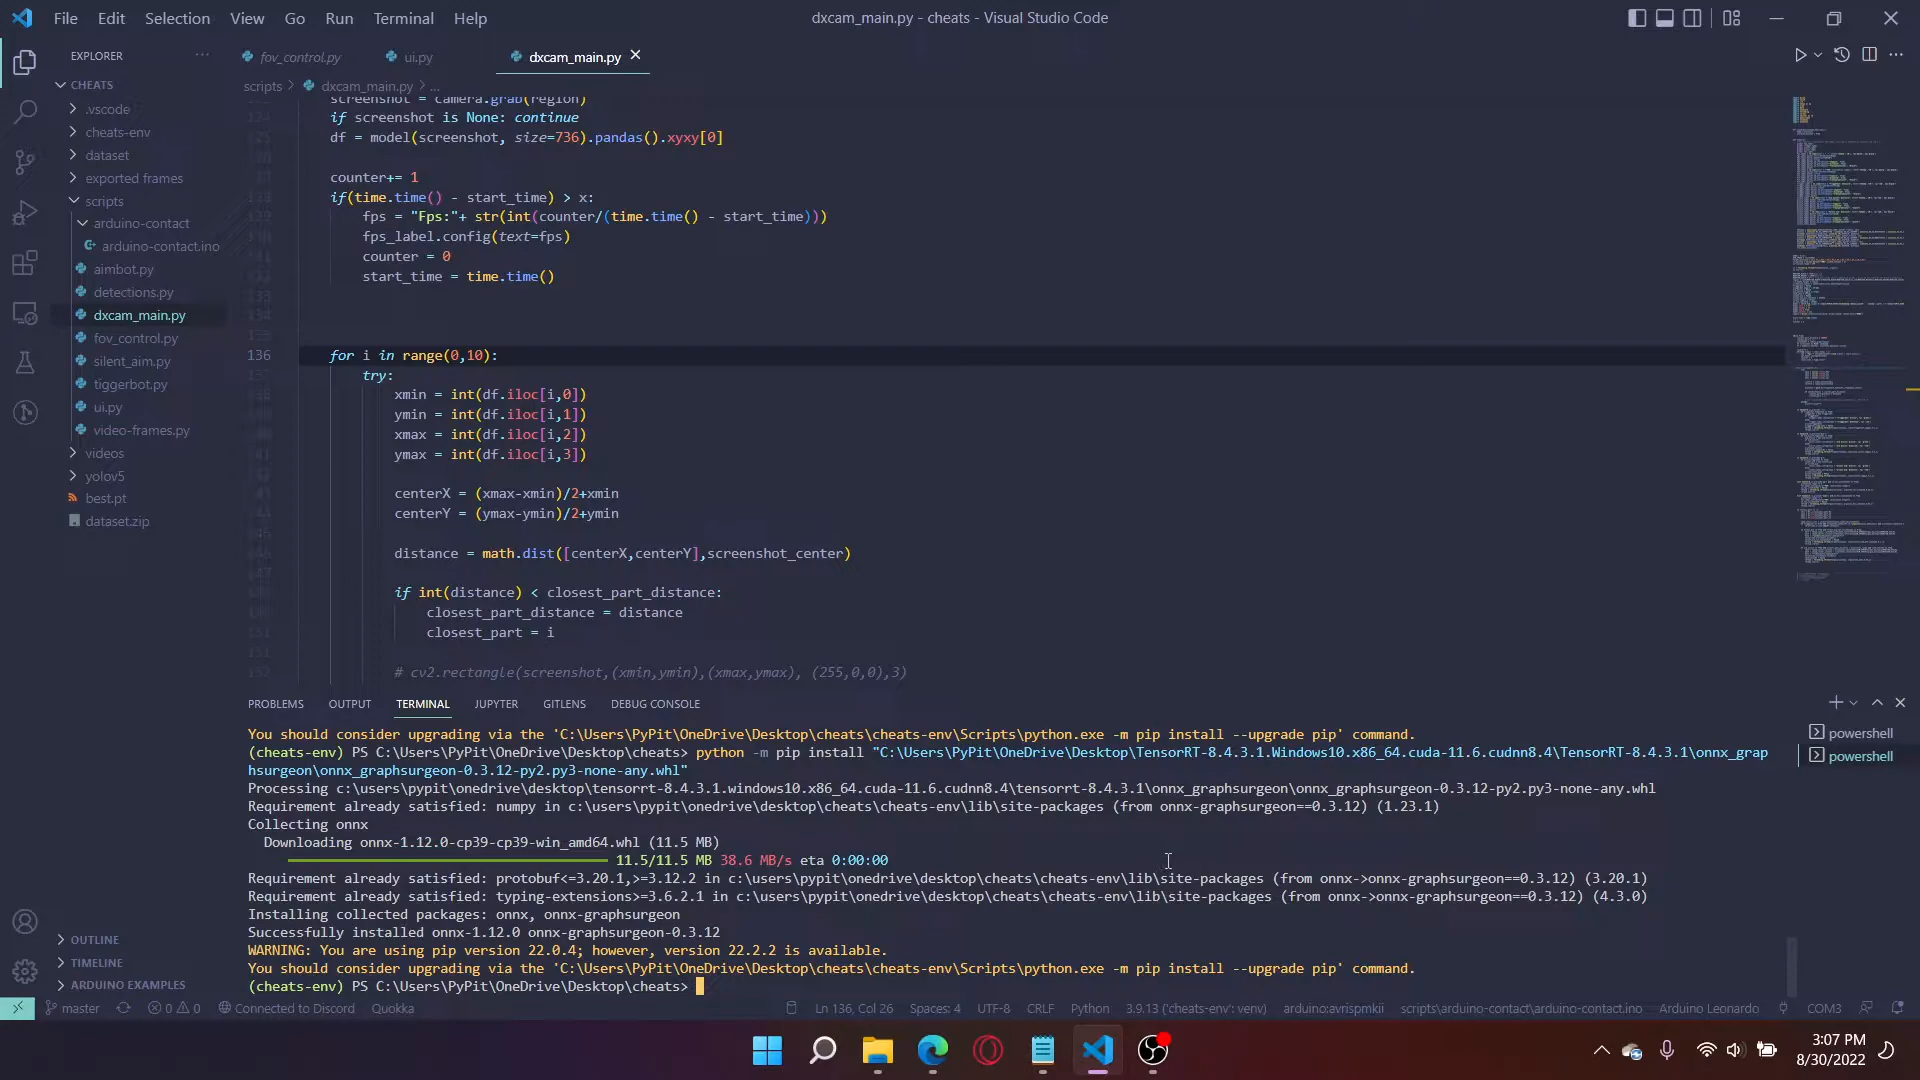 File Edit Selection View Go Run Terminal Help
dxcam_main.py - cheats - Visual Studio Code
EXPLORER
fov_control.py
ui.py
dxcam_main.py
CHEATS
.vscode
cheats-env
dataset
exported frames
scripts
arduino-contact
arduino-contact.ino
aimbot.py
detections.py
dxcam_main.py
fov_control.py
silent_aim.py
tiggerbot.py
ui.py
video-frames.py
videos
yolov5
best.pt
dataset.zip
OUTLINE
TIMELINE
ARDUINO EXAMPLES
scripts > dxcam_main.py > ...
screenshot = camera.grab(region)
if screenshot is None: continue
df = model(screenshot, size=736).pandas().xyxy[0]
counter+= 1
if(time.time() - start_time) > x:
fps = "Fps:"+ str(int(counter/(time.time() - start_time)))
fps_label.config(text=fps)
counter = 0
start_time = time.time()
136 for i in range(0,10):
try:
xmin = int(df.iloc[i,0])
ymin = int(df.iloc[i,1])
xmax = int(df.iloc[i,2])
ymax = int(df.iloc[i,3])
centerX = (xmax-xmin)/2+xmin
centerY = (ymax-ymin)/2+ymin
distance = math.dist([centerX,centerY],screenshot_center)
if int(distance) < closest_part_distance:
closest_part_distance = distance
closest_part = i
# cv2.rectangle(screenshot,(xmin,ymin),(xmax,ymax), (255,0,0),3)
PROBLEMS OUTPUT TERMINAL JUPYTER GITLENS DEBUG CONSOLE
You should consider upgrading via the 'C:\Users\PyPit\OneDrive\Desktop\cheats\cheats-env\Scripts\python.exe -m pip install --upgrade pip' command.
(cheats-env) PS C:\Users\PyPit\OneDrive\Desktop\cheats> python -m pip install "C:\Users\PyPit\OneDrive\Desktop\TensorRT-8.4.3.1.Windows10.x86_64.cuda-11.6.cudnn8.4\TensorRT-8.4.3.1\onnx_grap
hsurgeon\onnx_graphsurgeon-0.3.12-py2.py3-none-any.whl"
Processing c:\users\pypit\onedrive\desktop\tensorrt-8.4.3.1.windows10.x86_64.cuda-11.6.cudnn8.4\tensorrt-8.4.3.1\onnx_graphsurgeon\onnx_graphsurgeon-0.3.12-py2.py3-none-any.whl
Requirement already satisfied: numpy in c:\users\pypit\onedrive\desktop\cheats\cheats-env\lib\site-packages (from onnx-graphsurgeon==0.3.12) (1.23.1)
Collecting onnx
Downloading onnx-1.12.0-cp39-cp39-win_amd64.whl (11.5 MB)
11.5/11.5 MB 38.6 MB/s eta 0:00:00
Requirement already satisfied: protobuf<=3.20.1,>=3.12.2 in c:\users\pypit\onedrive\desktop\cheats\cheats-env\lib\site-packages (from onnx->onnx-graphsurgeon==0.3.12) (3.20.1)
Requirement already satisfied: typing-extensions>=3.6.2.1 in c:\users\pypit\onedrive\desktop\cheats\cheats-env\lib\site-packages (from onnx->onnx-graphsurgeon==0.3.12) (4.3.0)
Installing collected packages: onnx, onnx-graphsurgeon
Successfully installed onnx-1.12.0 onnx-graphsurgeon-0.3.12
WARNING: You are using pip version 22.0.4; however, version 22.2.2 is available.
You should consider upgrading via the 'C:\Users\PyPit\OneDrive\Desktop\cheats\cheats-env\Scripts\python.exe -m pip install --upgrade pip' command.
(cheats-env) PS C:\Users\PyPit\OneDrive\Desktop\cheats>
powershell
powershell
master 0 0 Connected to Discord Quokka
Ln 136, Col 26 Spaces: 4 UTF-8 CRLF Python 3.9.13 ('cheats-env': venv) arduino:avrispmkii scripts\arduino-contact\arduino-contact.ino Arduino Leonardo COM3
3:07 PM
8/30/2022